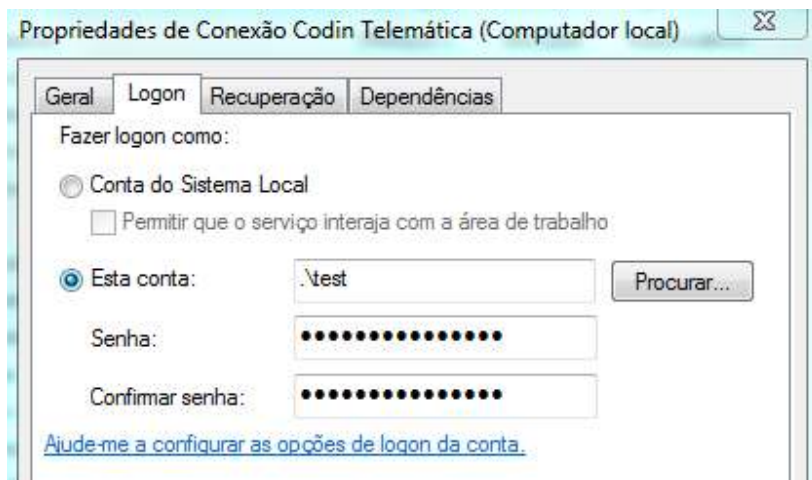 Propriedades de Conexão Codin Telemática (Computador local)
Geral Logon Recuperação Dependências
Fazer logon como:
Conta do Sistema Local
Permitir que o serviço interaja com a área de trabalho
Esta conta: .\test Procurar...
Senha: •••••••••••••••
Confirmar senha: •••••••••••••••
Ajude-me a configurar as opções de logon da conta.